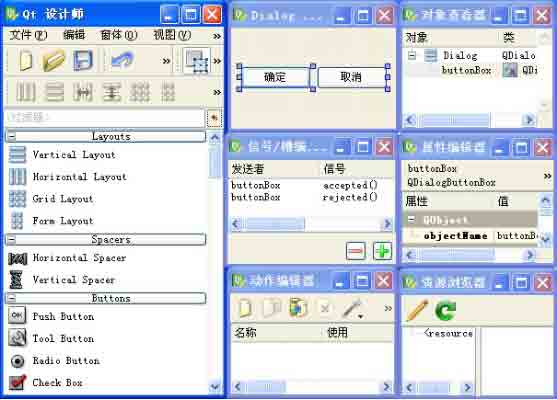 Qt 设计师
文件(F) 编辑 窗体(O) 视图(V) »
(过滤器)
Layouts
Vertical Layout
Horizontal Layout
Grid Layout
Form Layout
Spacers
Horizontal Spacer
Vertical Spacer
Buttons
Push Button
Tool Button
Radio Button
Check Box
Dialog ...
确定 取消
信号/槽编...
发送者 信号
buttonBox accepted()
buttonBox rejected()
动作编辑器
名称 使用
对象查看器
对象 类
Dialog QDialo
buttonBox QDi
属性编辑器
buttonBox
QDialogButtonBox
属性 值
QObject
objectName buttonB
资源浏览器
<resource